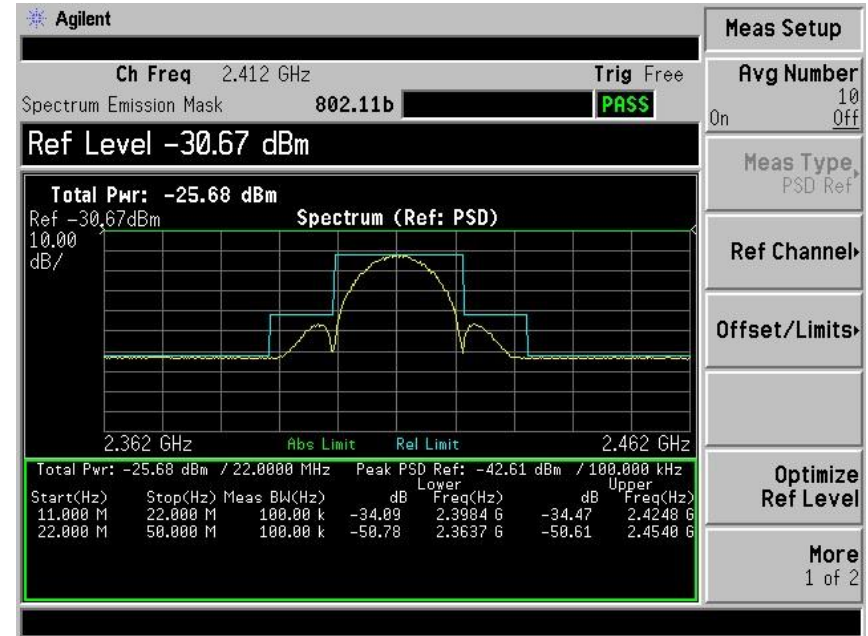 Agilent
Meas Setup
Ch Freq 2.412 GHz Trig Free
Spectrum Emission Mask 802.11b PASS
Ref Level -30.67 dBm
Total Pwr: -25.68 dBm
Ref -30.67dBm Spectrum (Ref: PSD)
10.00
dB/
2.362 GHz Abs Limit Rel Limit 2.462 GHz
Total Pwr: -25.68 dBm / 22.0000 MHz Peak PSD Ref: -42.61 dBm / 100.000 kHz
Lower Upper
Start(Hz) Stop(Hz) Meas BW(Hz) dB Freq(Hz) dB Freq(Hz)
11.000 M 22.000 M 100.00 k -34.09 2.3984 G -34.47 2.4248 G
22.000 M 50.000 M 100.00 k -50.78 2.3637 G -50.61 2.4540 G
Avg Number
10
On Off
Meas Type
PSD Ref
Ref Channel
Offset/Limits
Optimize
Ref Level
More
1 of 2